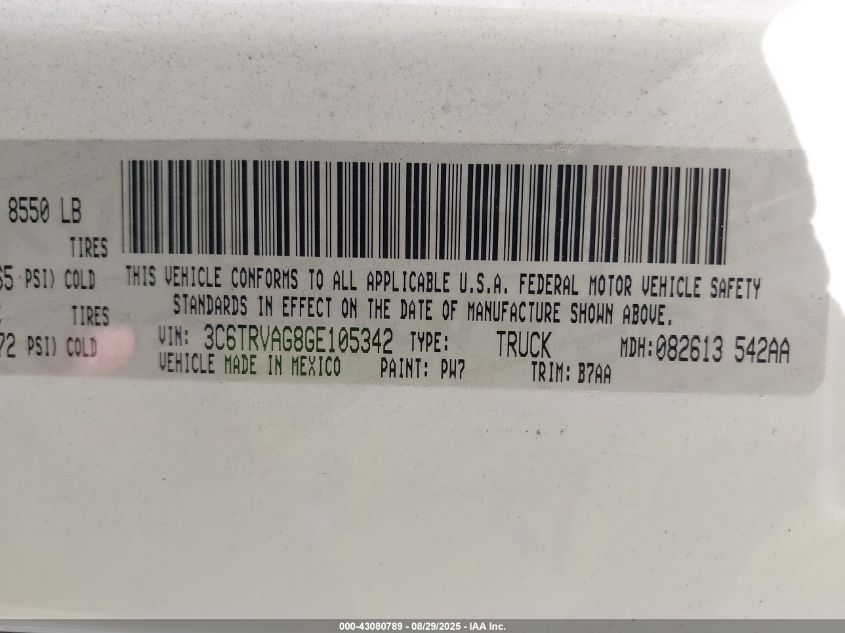 8550 LB
TIRES
65 PSI) COLD
TIRES
72 PSI) COLD
THIS VEHICLE CONFORMS TO ALL APPLICABLE U.S.A. FEDERAL MOTOR VEHICLE SAFETY
STANDARDS IN EFFECT ON THE DATE OF MANUFACTURE SHOWN ABOVE.
VIN: 3C6TRVAG8GE105342 TYPE: TRUCK MDH:082613 542AA
VEHICLE MADE IN MEXICO PAINT: PW7 TRIM: B7AA
000-43080789 - 08/29/2025 - IAA Inc.